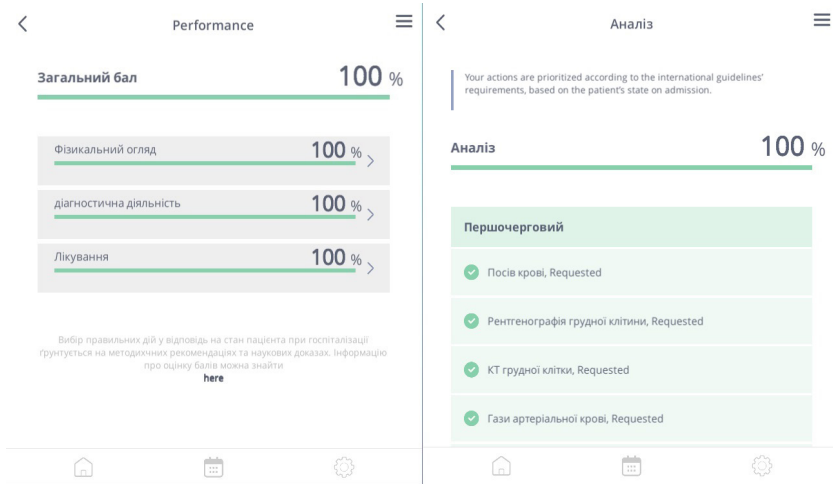 Performance
Загальний бал
100 %
Фізикальний огляд
100 %
діагностична діяльність
100 %
Лікування
100 %
Вибір правильних дій у відповідь на стан пацієнта при госпіталізації
ґрунтується на методихчних рекомендаціях та наукових доказах. Інформацію
про оцінку балів можна знайти
here
Аналіз
Your actions are prioritized according to the international guidelines'
requirements, based on the patient's state on admission.
Аналіз
100 %
Першочерговий
Посів крові, Requested
Рентгенографія грудної клітини, Requested
КТ грудної клітки, Requested
Гази артеріальної крові, Requested